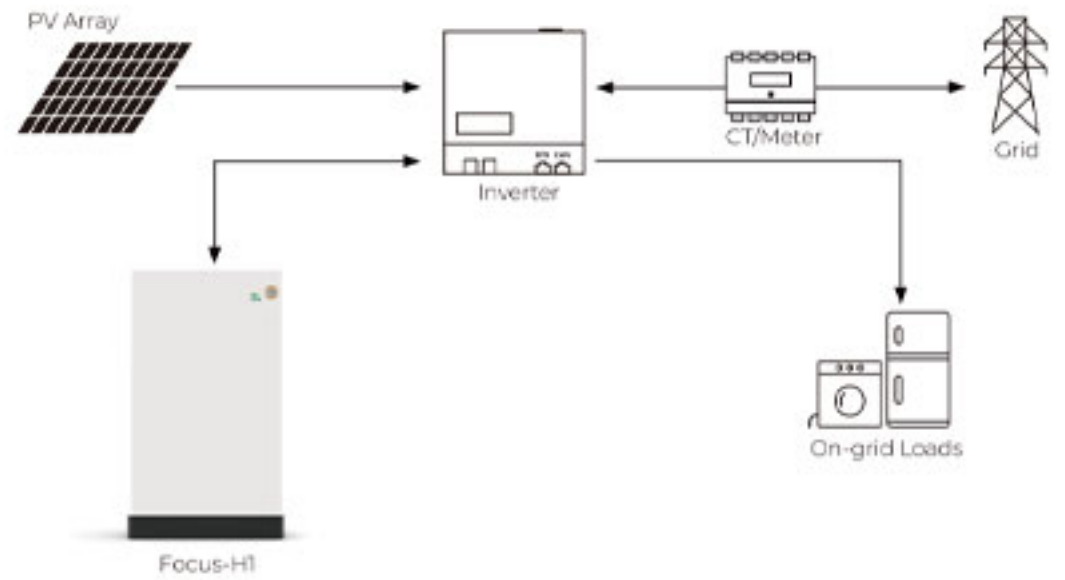 PV Array
CT/Meter
Grid
Inverter
On-grid Loads
Focus-H1